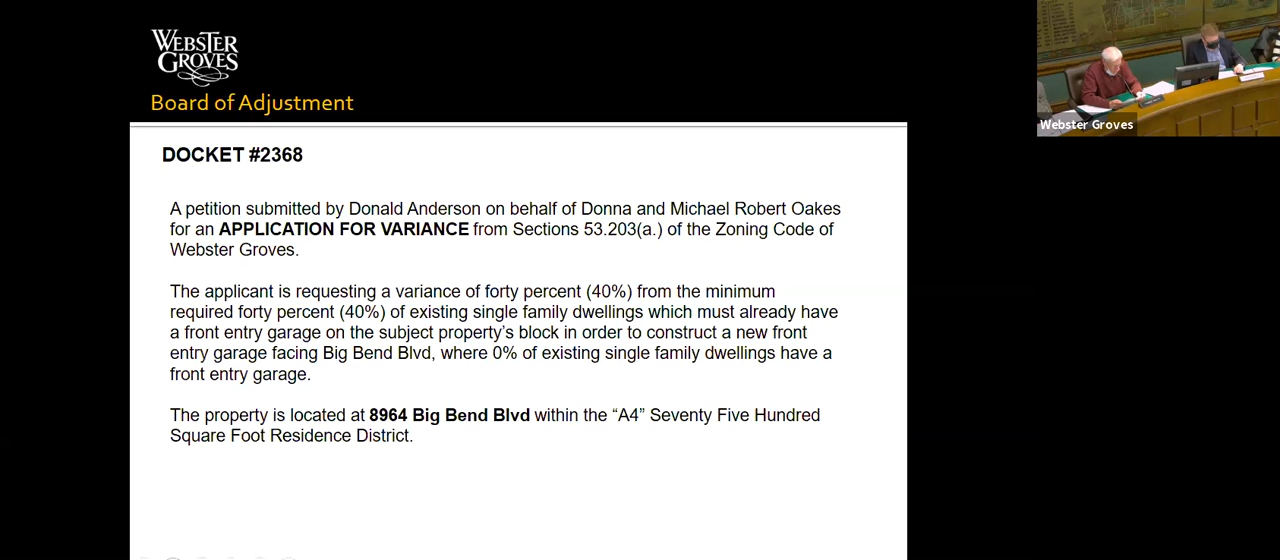 WEBSTER
GROVES
Board of Adjustment
Webster Groves
DOCKET #2368
A petition submitted by Donald Anderson on behalf of Donna and Michael Robert Oakes
for an APPLICATION FOR VARIANCE from Sections 53.203(a.) of the Zoning Code of
Webster Groves.
The applicant is requesting a variance of forty percent (40%) from the minimum
required forty percent (40%) of existing single family dwellings which must already have
a front entry garage on the subject property’s block in order to construct a new front
entry garage facing Big Bend Blvd, where 0% of existing single family dwellings have a
front entry garage.
The property is located at 8964 Big Bend Blvd within the “A4” Seventy Five Hundred
Square Foot Residence District.